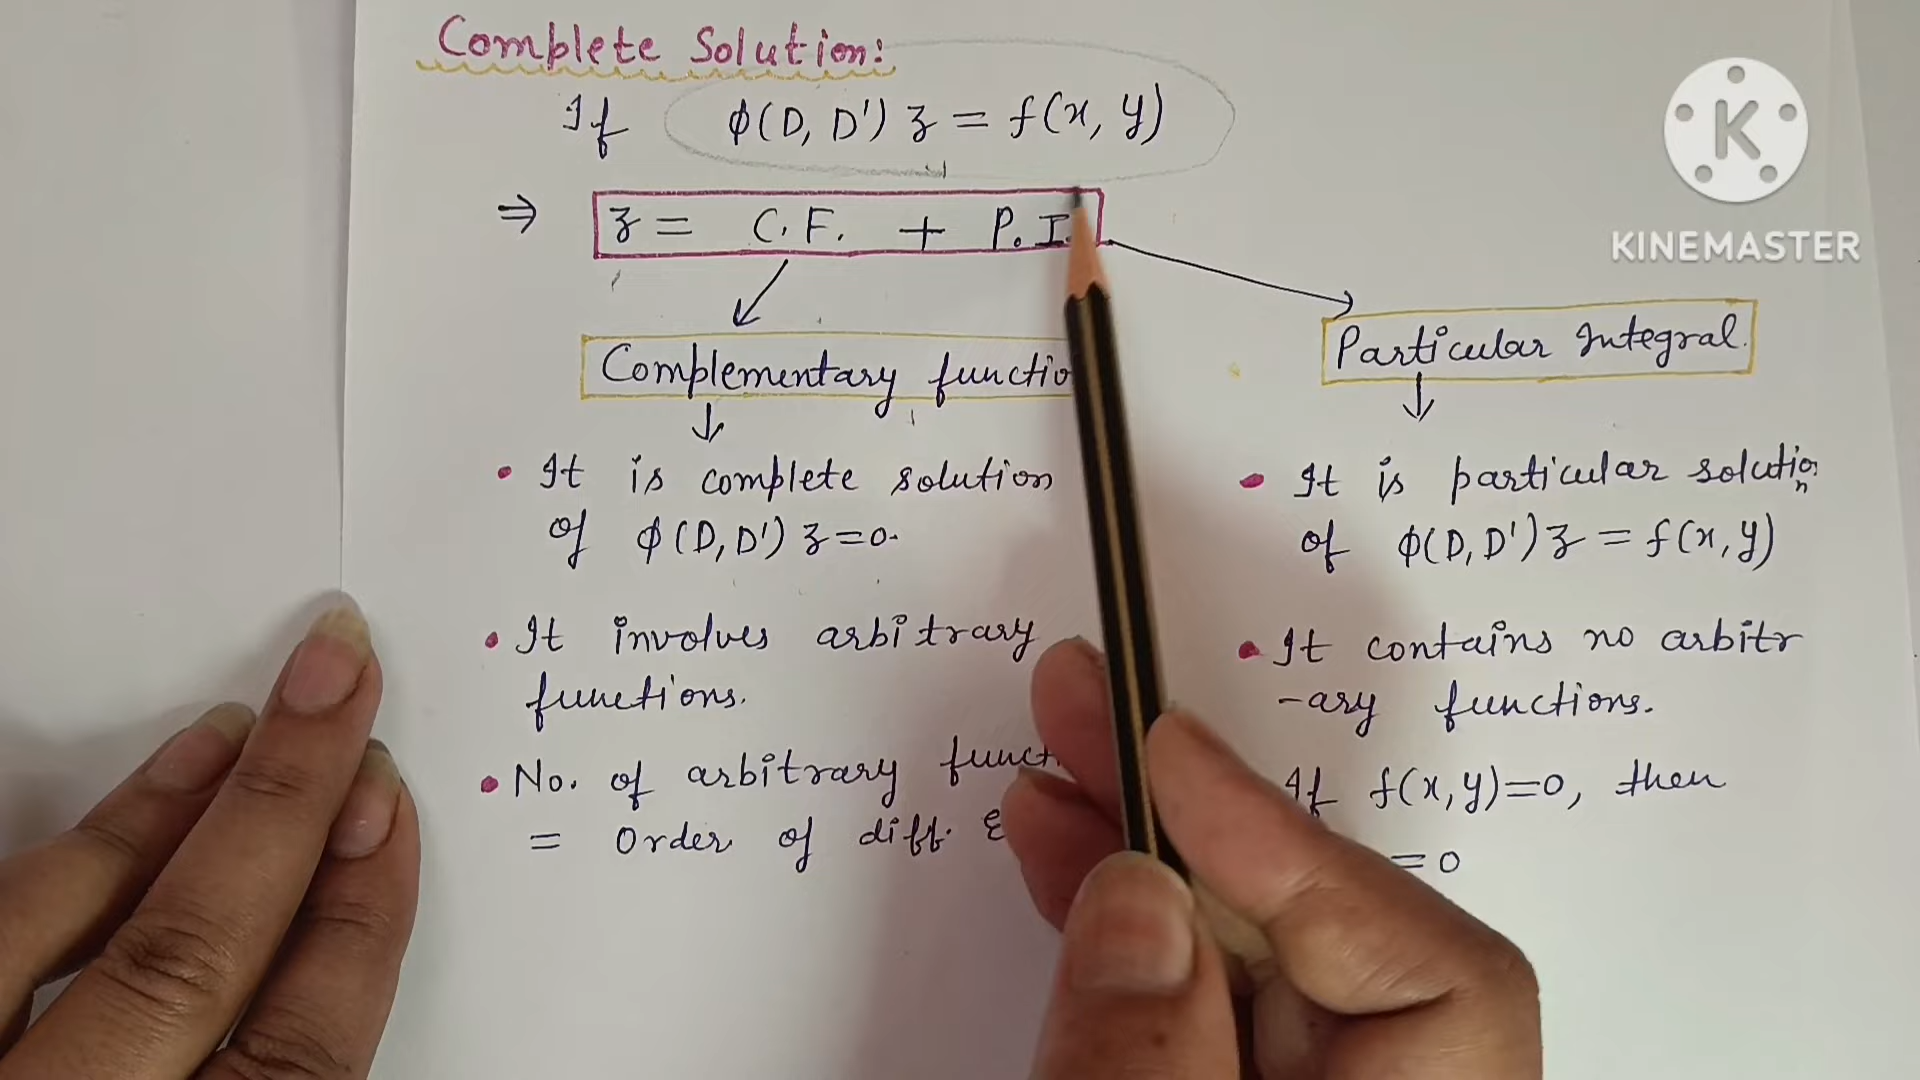 Complete Solution:
If ϕ(D, D') z = f(x, y)
⇒ z = C.F. + P.I.
Complementary functio
Particular Integral.
• It is complete solution
of ϕ(D, D') z = 0.
• It involves arbitrary
functions.
• No. of arbitrary funct
= Order of diff. E
• It is particular solution
of ϕ(D, D') z = f(x, y)
• It contains no arbitr
-ary functions.
If f(x, y)=0, then
= 0
K
KINEMASTER